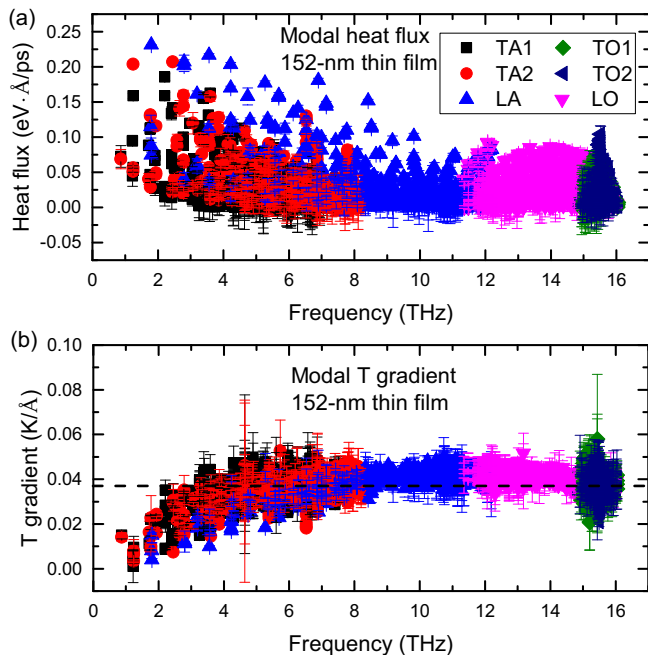 (a)
Modal heat flux
152-nm thin film
TA1 TO1
TA2 TO2
LA LO
Heat flux (eV· Å/ps)
0.25
0.20
0.15
0.10
0.05
0.00
-0.05
0 2 4 6 8 10 12 14 16
Frequency (THz)
(b)
Modal T gradient
152-nm thin film
T gradient (K/Å)
0.10
0.08
0.06
0.04
0.02
0.00
0 2 4 6 8 10 12 14 16
Frequency (THz)